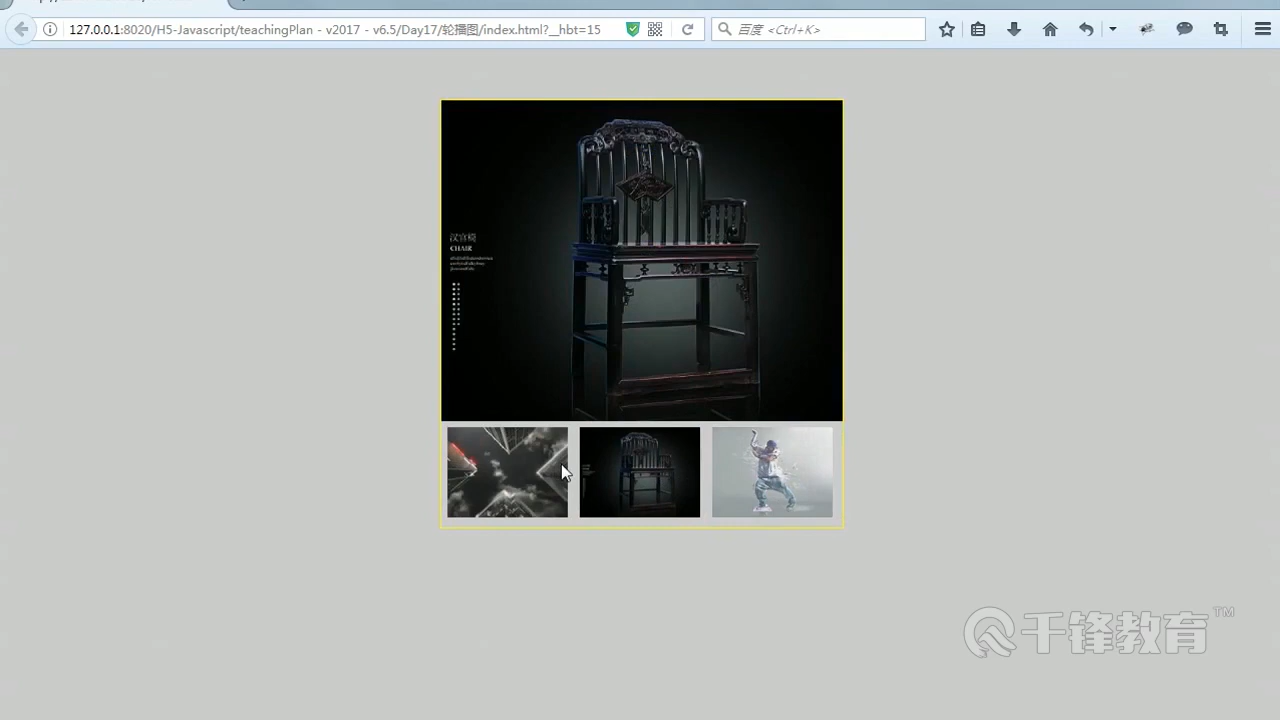 127.0.0.1:8020/H5-Javascript/teachingPlan - v2017 - v6.5/Day17/轮播图/index.html?__hbt=15
百度 <Ctrl+K>
汉宫椅
CHAIR
千锋教育™